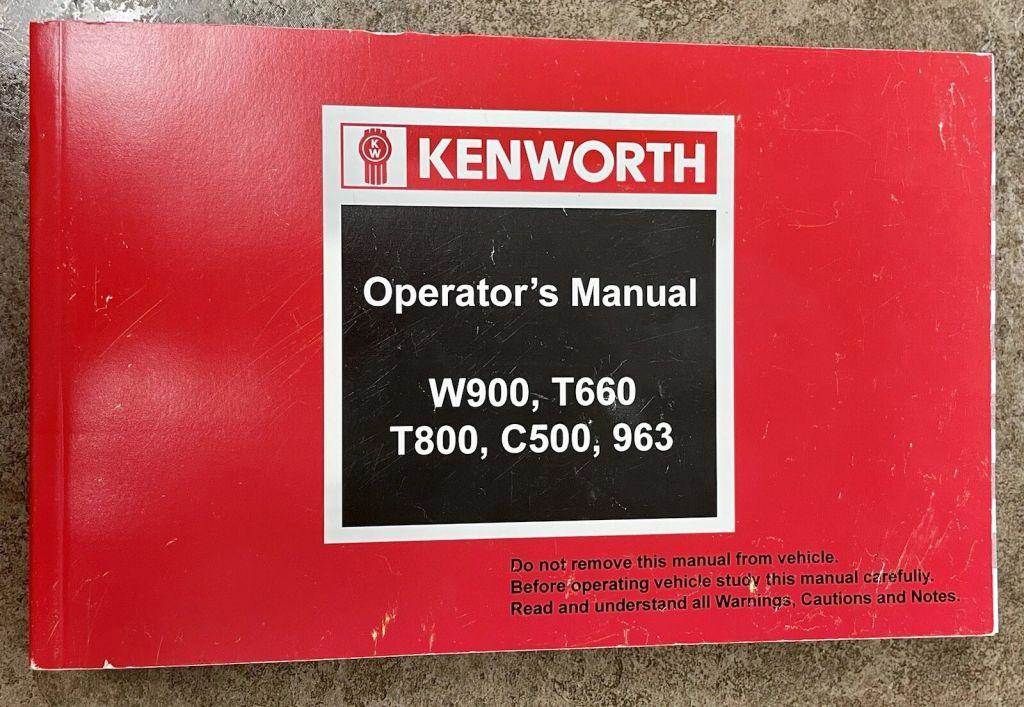 KW
KENWORTH
Operator's Manual
W900, T660
T800, C500, 963
Do not remove this manual from vehicle.
Before operating vehicle study this manual carefully.
Read and understand all Warnings, Cautions and Notes.